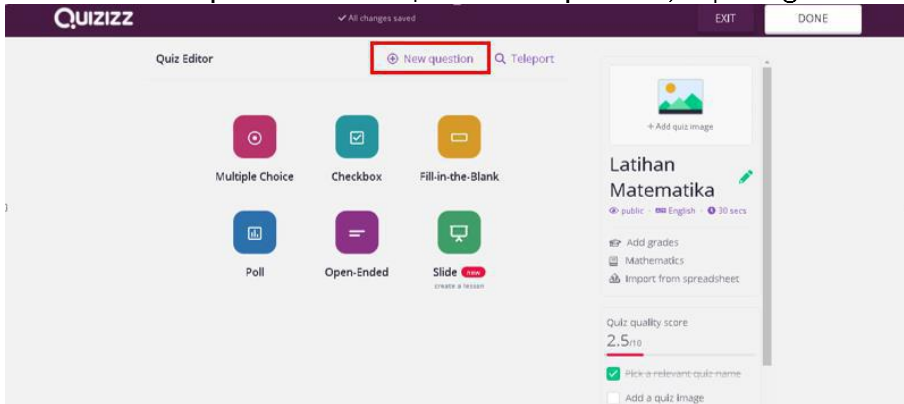 QUIZIZZ
All changes saved
EXIT
DONE
Quiz Editor
New question
Teleport
Multiple Choice
Checkbox
Fill-in-the-Blank
Poll
Open-Ended
Slide new
create a lesson
+ Add quiz image
Latihan
Matematika
public · English · 30 secs
Add grades
Mathematics
Import from spreadsheet
Quiz quality score
2.5/10
Pick a relevant quiz name
Add a quiz image